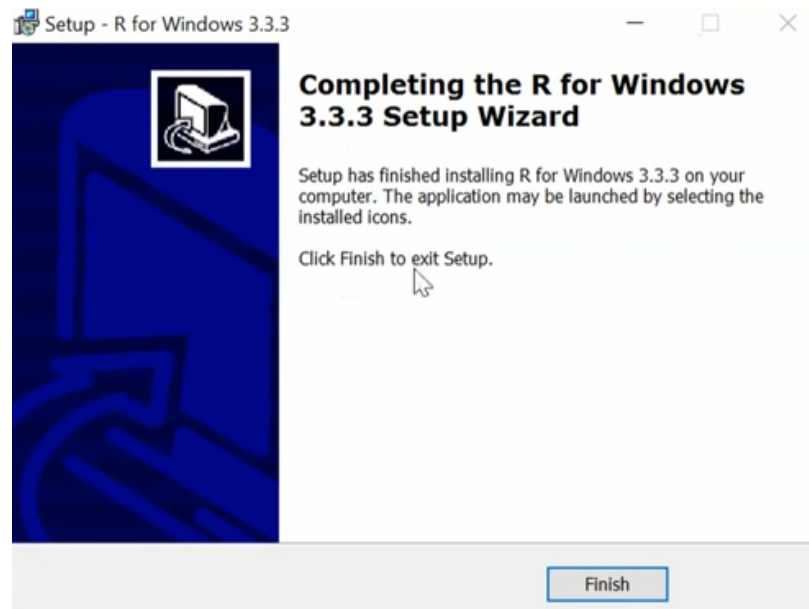 Setup - R for Windows 3.3.3
Completing the R for Windows
3.3.3 Setup Wizard
Setup has finished installing R for Windows 3.3.3 on your
computer. The application may be launched by selecting the
installed icons.
Click Finish to exit Setup.
Finish